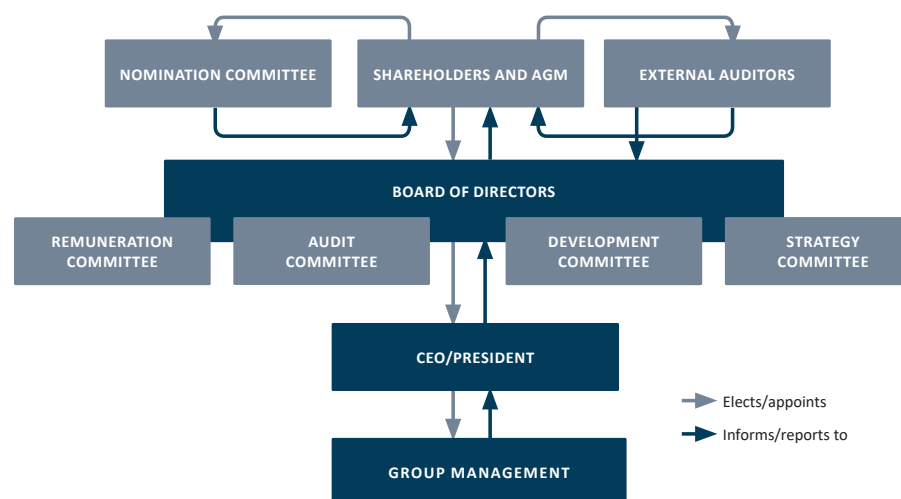 NOMINATION COMMITTEE
SHAREHOLDERS AND AGM
EXTERNAL AUDITORS
BOARD OF DIRECTORS
REMUNERATION
COMMITTEE
AUDIT
COMMITTEE
DEVELOPMENT
COMMITTEE
STRATEGY
COMMITTEE
CEO/PRESIDENT
Elects/appoints
Informs/reports to
GROUP MANAGEMENT